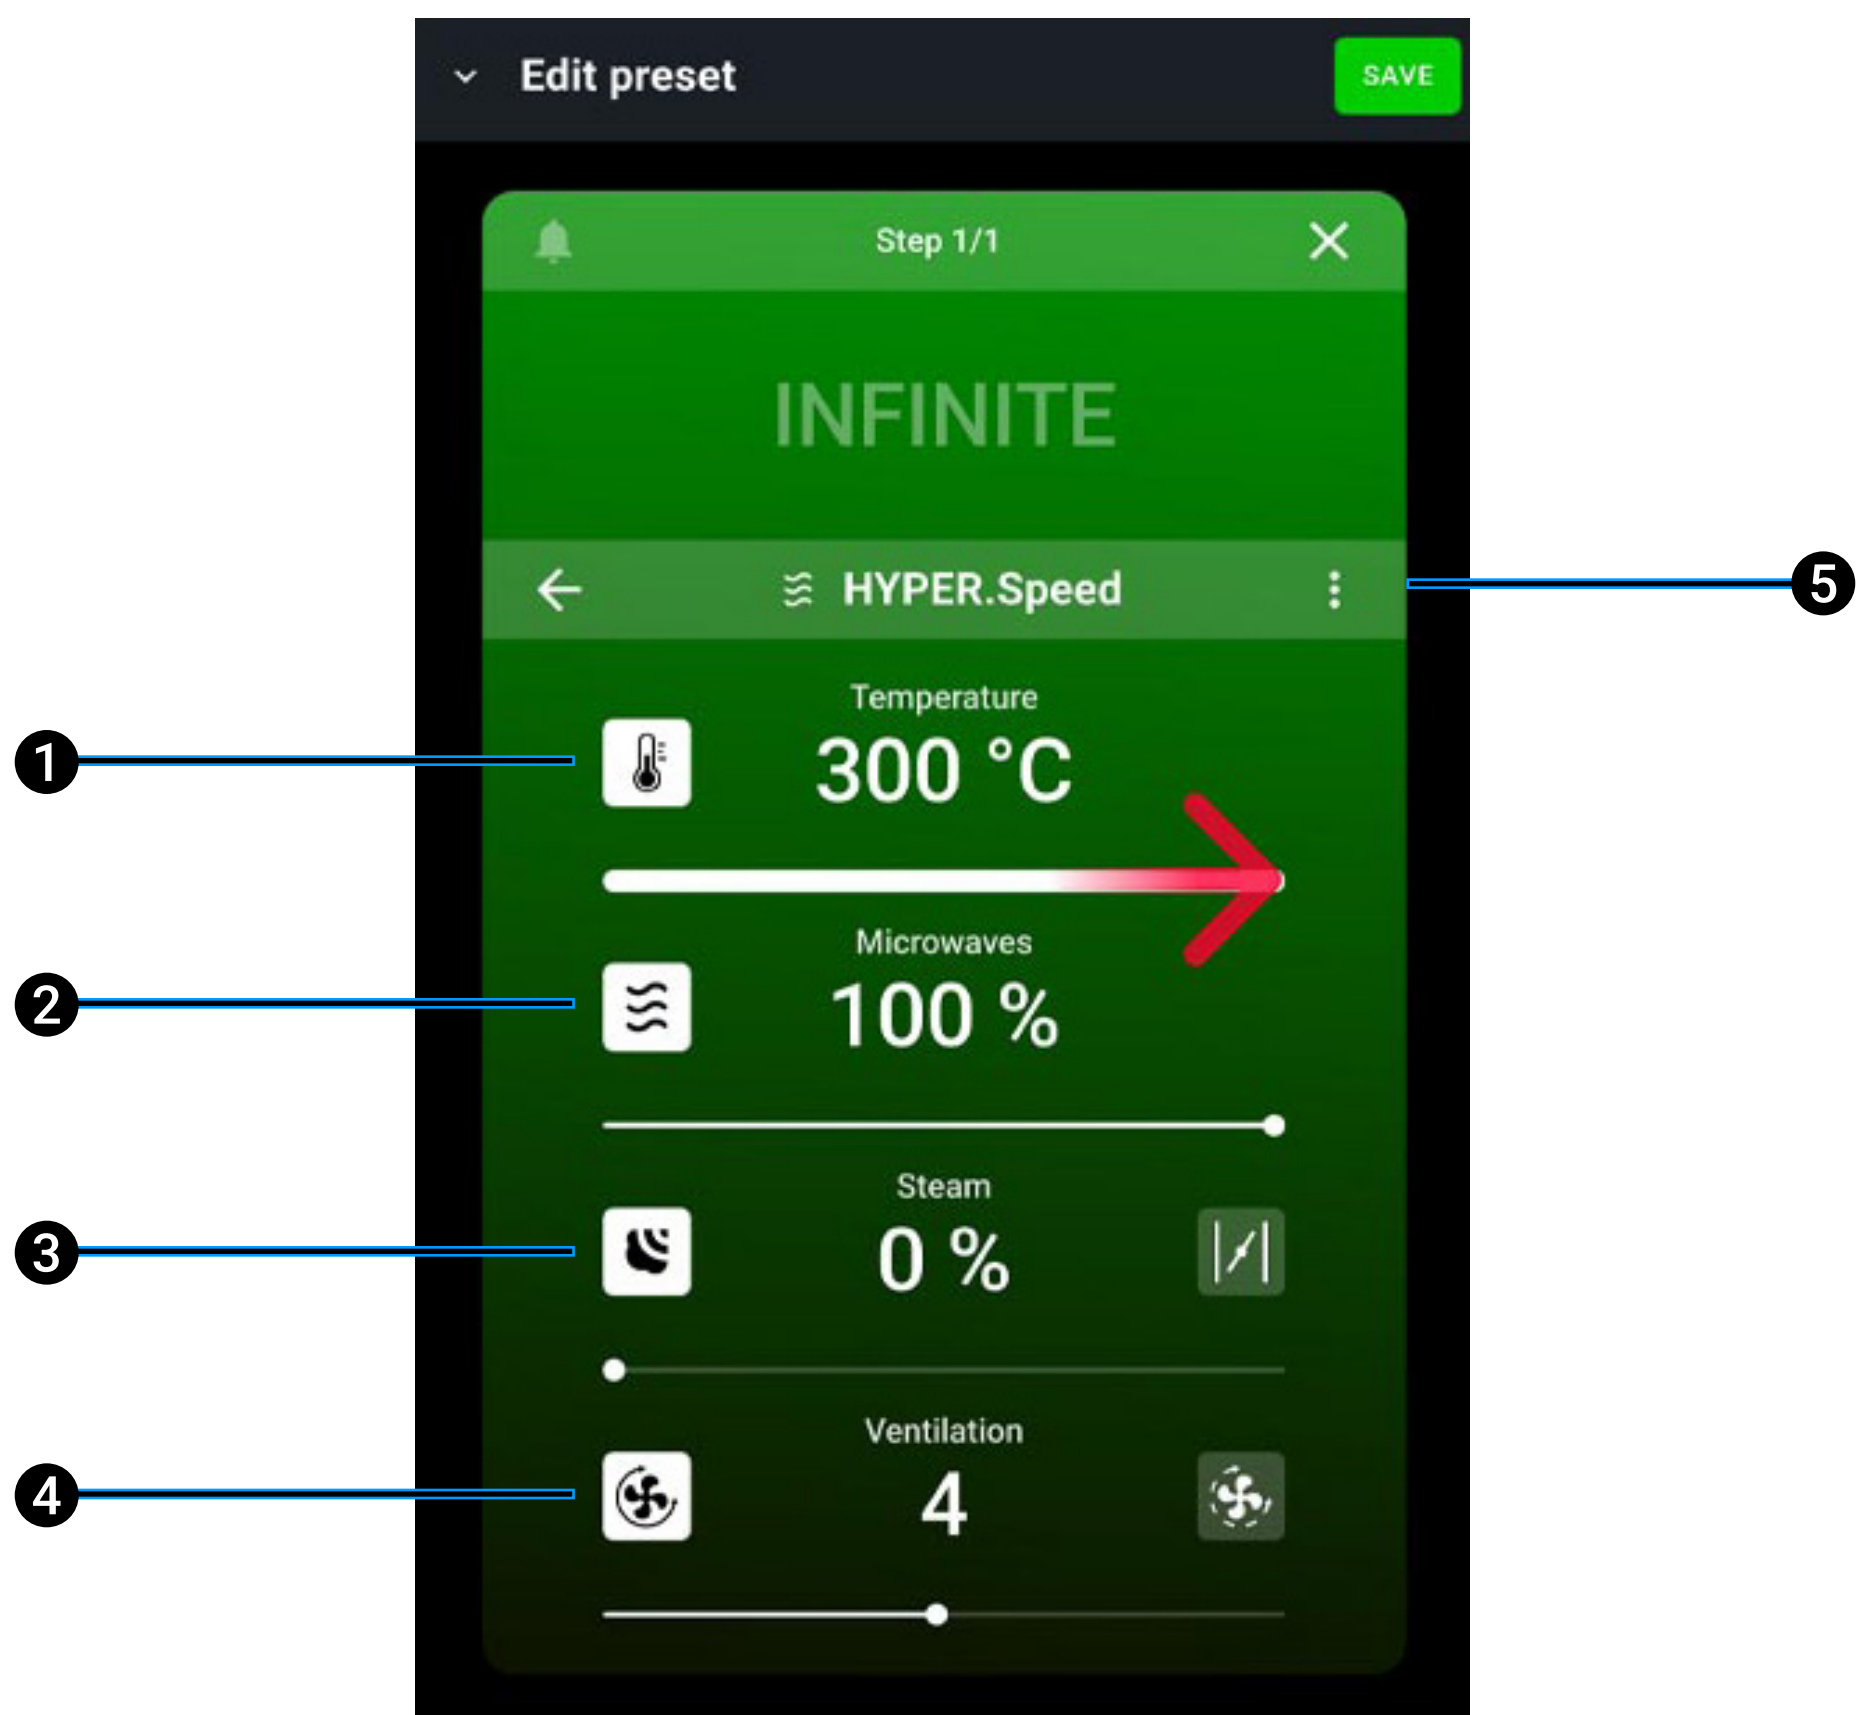 Edit preset
SAVE
Step 1/1
INFINITE
HYPER.Speed
5
Temperature
1
300 °C
Microwaves
2
100 %
Steam
3
0 %
Ventilation
4
4